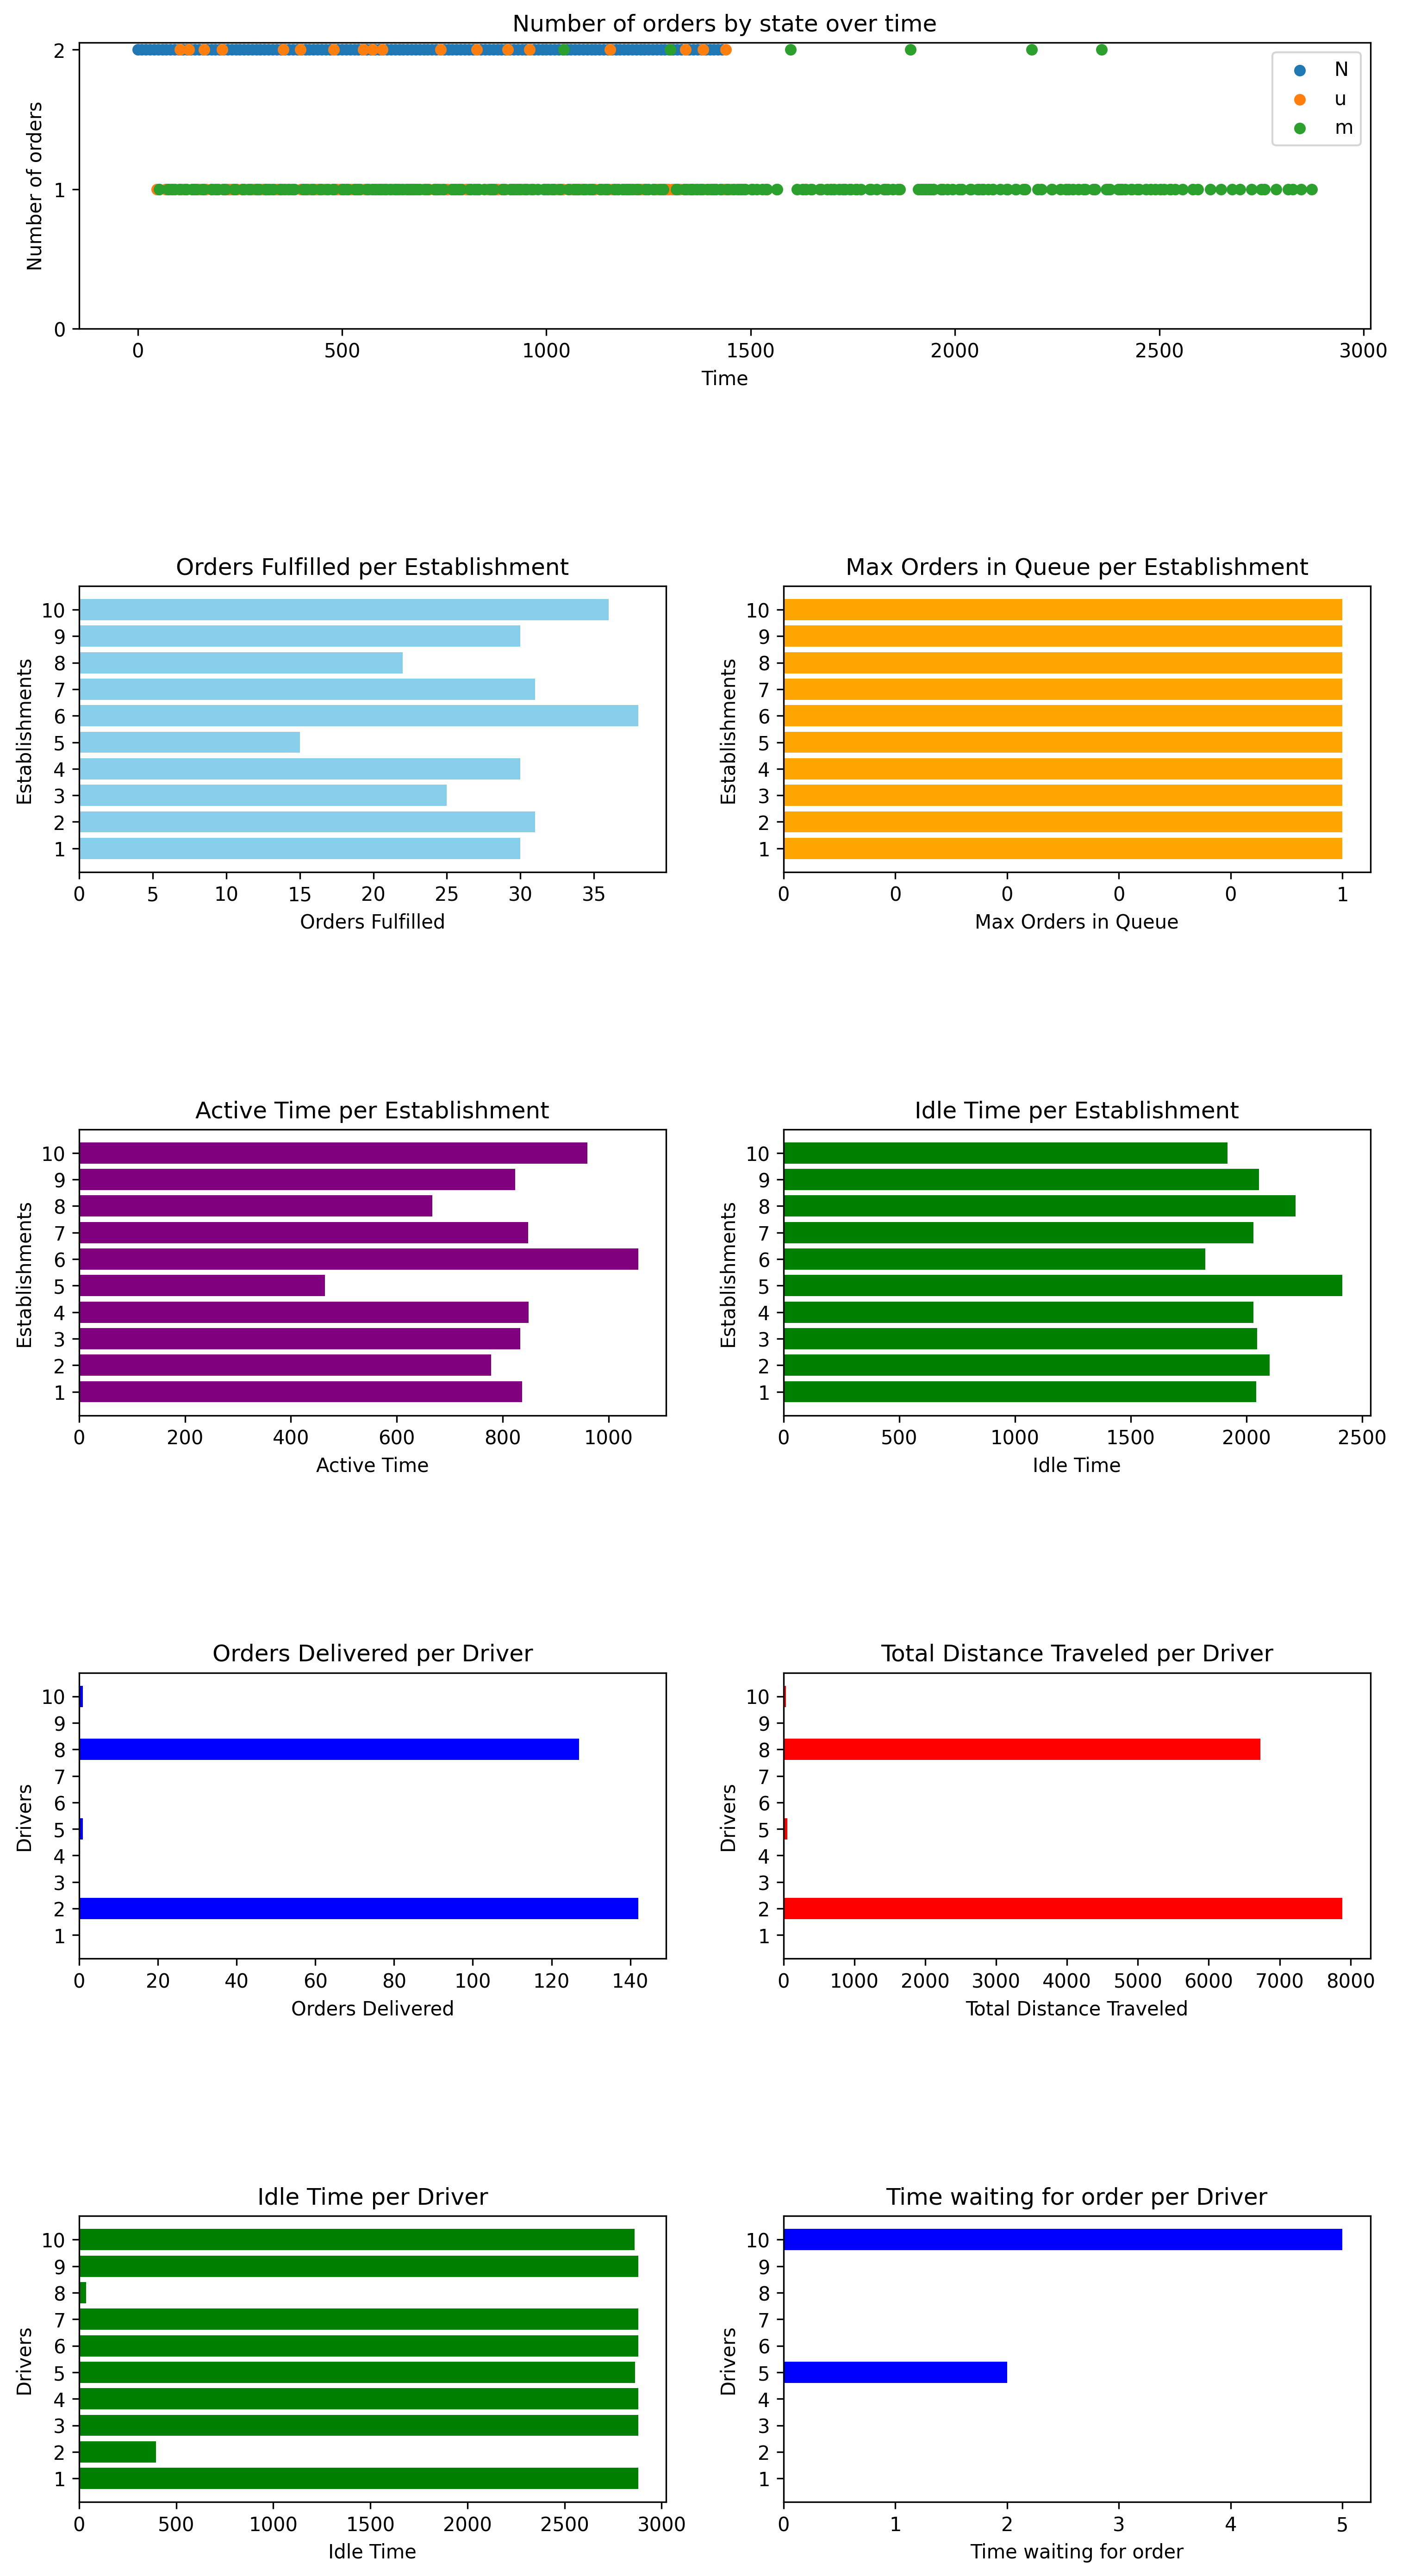 Number of orders by state over time
Number of orders
2
1
0
N
u
m
0 500 1000 1500 2000 2500 3000
Time
Orders Fulfilled per Establishment
Establishments
10
9
8
7
6
5
4
3
2
1
0 5 10 15 20 25 30 35
Orders Fulfilled
Max Orders in Queue per Establishment
Establishments
10
9
8
7
6
5
4
3
2
1
0 0 0 0 0 1
Max Orders in Queue
Active Time per Establishment
Establishments
10
9
8
7
6
5
4
3
2
1
0 200 400 600 800 1000
Active Time
Idle Time per Establishment
Establishments
10
9
8
7
6
5
4
3
2
1
0 500 1000 1500 2000 2500
Idle Time
Orders Delivered per Driver
Drivers
10
9
8
7
6
5
4
3
2
1
0 20 40 60 80 100 120 140
Orders Delivered
Total Distance Traveled per Driver
Drivers
10
9
8
7
6
5
4
3
2
1
0 1000 2000 3000 4000 5000 6000 7000 8000
Total Distance Traveled
Idle Time per Driver
Drivers
10
9
8
7
6
5
4
3
2
1
0 500 1000 1500 2000 2500 3000
Idle Time
Time waiting for order per Driver
Drivers
10
9
8
7
6
5
4
3
2
1
0 1 2 3 4 5
Time waiting for order